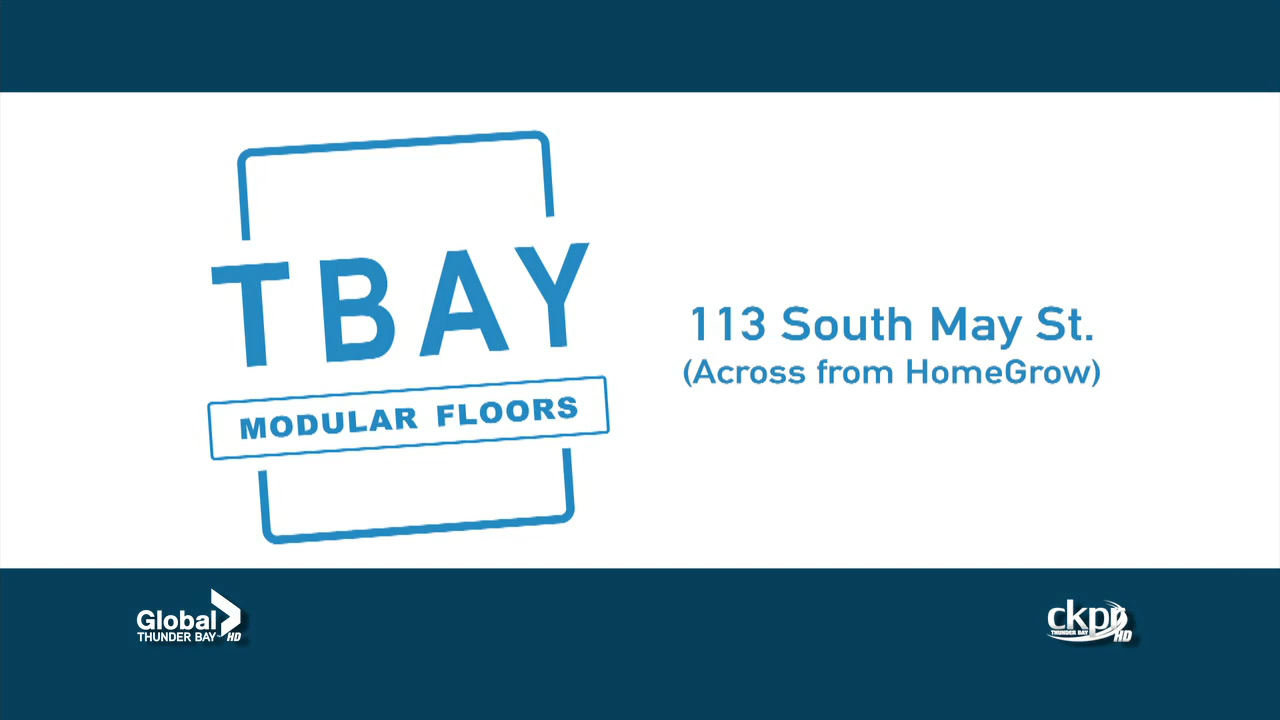 TBAY
MODULAR FLOORS
113 South May St.
(Across from HomeGrow)
Global
THUNDER BAY HD
ckpr
THUNDER BAY
HD